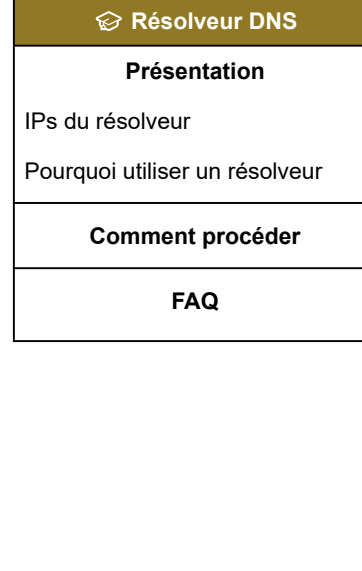 Résolveur DNS
Présentation
IPs du résolveur
Pourquoi utiliser un résolveur
Comment procéder
FAQ